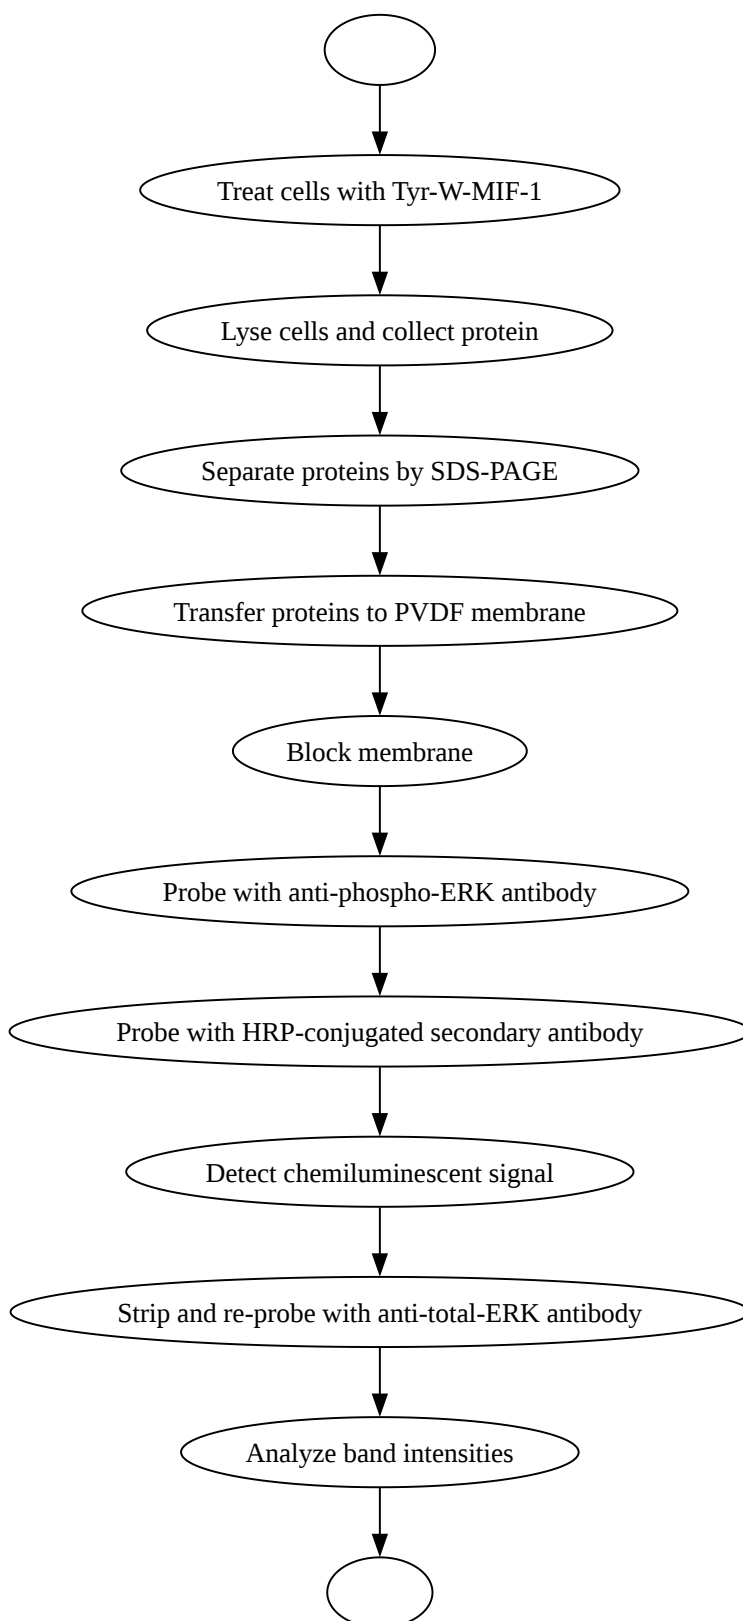 Treat cells with Tyr-W-MIF-1
Lyse cells and collect protein
Separate proteins by SDS-PAGE
Transfer proteins to PVDF membrane
Block membrane
Probe with anti-phospho-ERK antibody
Probe with HRP-conjugated secondary antibody
Detect chemiluminescent signal
Strip and re-probe with anti-total-ERK antibody
Analyze band intensities